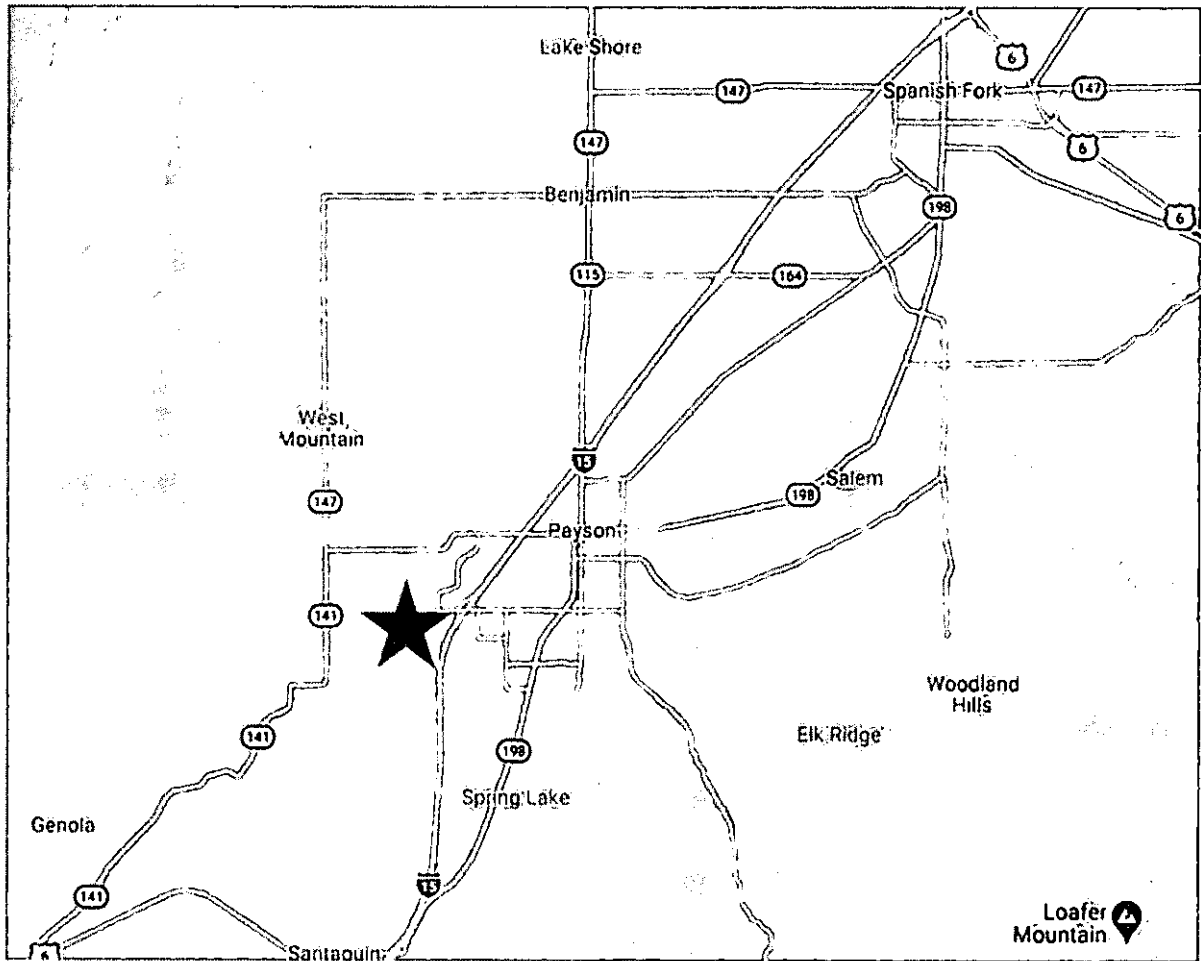 Lake Shore
6
147
Spanish Fork
147
147
6
Benjamin
198
6
115
164
West
Mountain
15
147
198
Salem
Payson
141
Woodland
Hills
141
198
Elk Ridge
Spring Lake
Genola
15
141
Loafer
Mountain
6
Santaquin